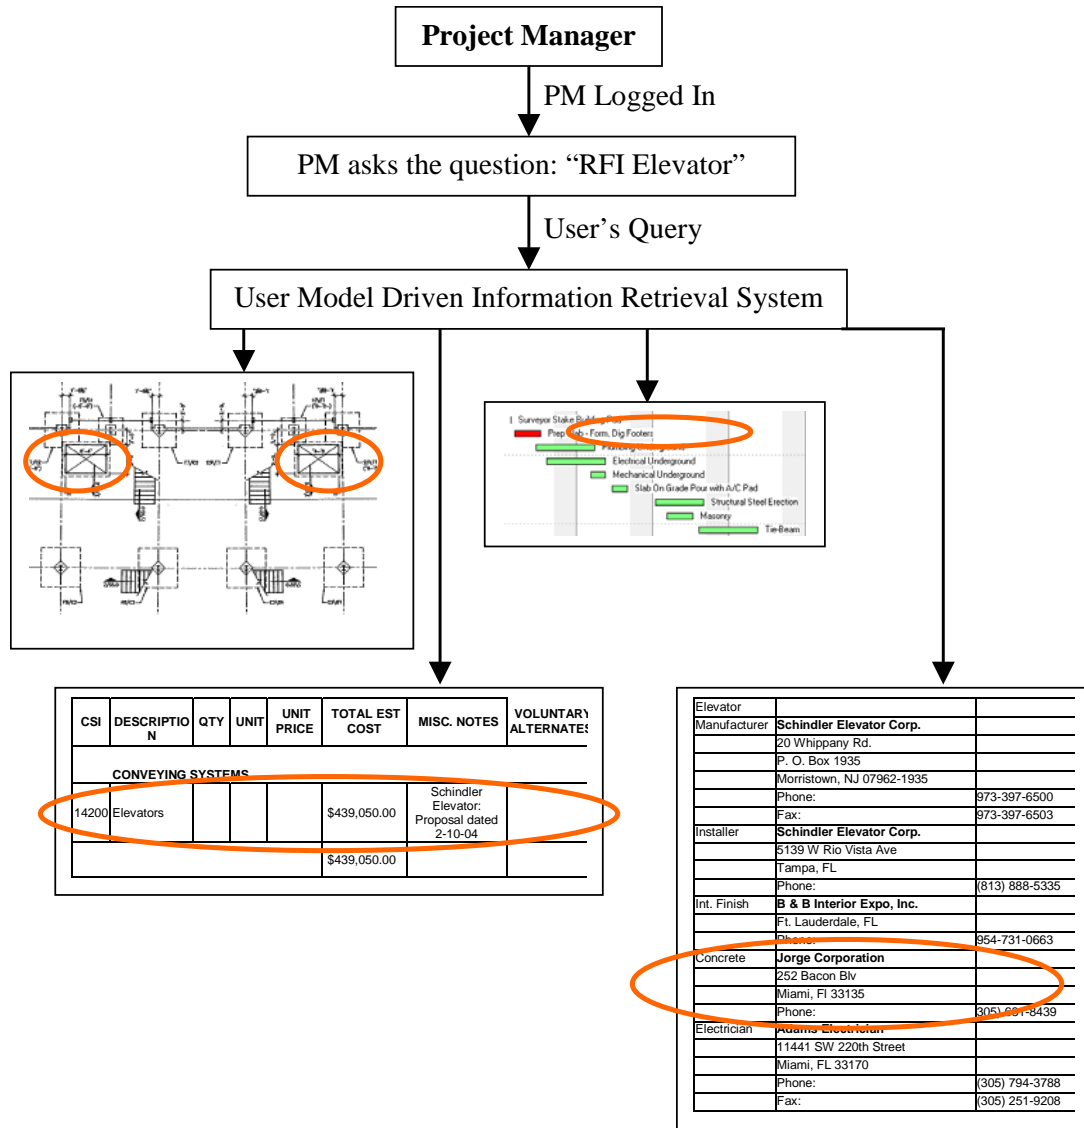 Project Manager
PM Logged In
PM asks the question: “RFI Elevator”
User’s Query
User Model Driven Information Retrieval System
Surveyor Stake Building Pad
Prep Slab - Form, Dig Footers
Electrical Underground
Mechanical Underground
Slab On Grade Pour with A/C Pad
Structural Steel Erection
Masonry
Tie-Beam
CSI DESCRIPTIO QTY UNIT UNIT TOTAL EST MISC. NOTES VOLUNTARY
N PRICE COST ALTERNATES
CONVEYING SYSTEMS
14200 Elevators $439,050.00 Schindler
Elevator:
Proposal dated
2-10-04
$439,050.00
Elevator
Manufacturer Schindler Elevator Corp.
20 Whippany Rd.
P. O. Box 1935
Morristown, NJ 07962-1935
Phone: 973-397-6500
Fax: 973-397-6503
Installer Schindler Elevator Corp.
5139 W Rio Vista Ave
Tampa, FL
Phone: (813) 888-5335
Int. Finish B & B Interior Expo, Inc.
Ft. Lauderdale, FL
Phone: 954-731-0663
Concrete Jorge Corporation
252 Bacon Blv
Miami, Fl 33135
Phone:
Electrician Adams Electrician
11441 SW 220th Street
Miami, FL 33170
Phone: (305) 794-3788
Fax: (305) 251-9208